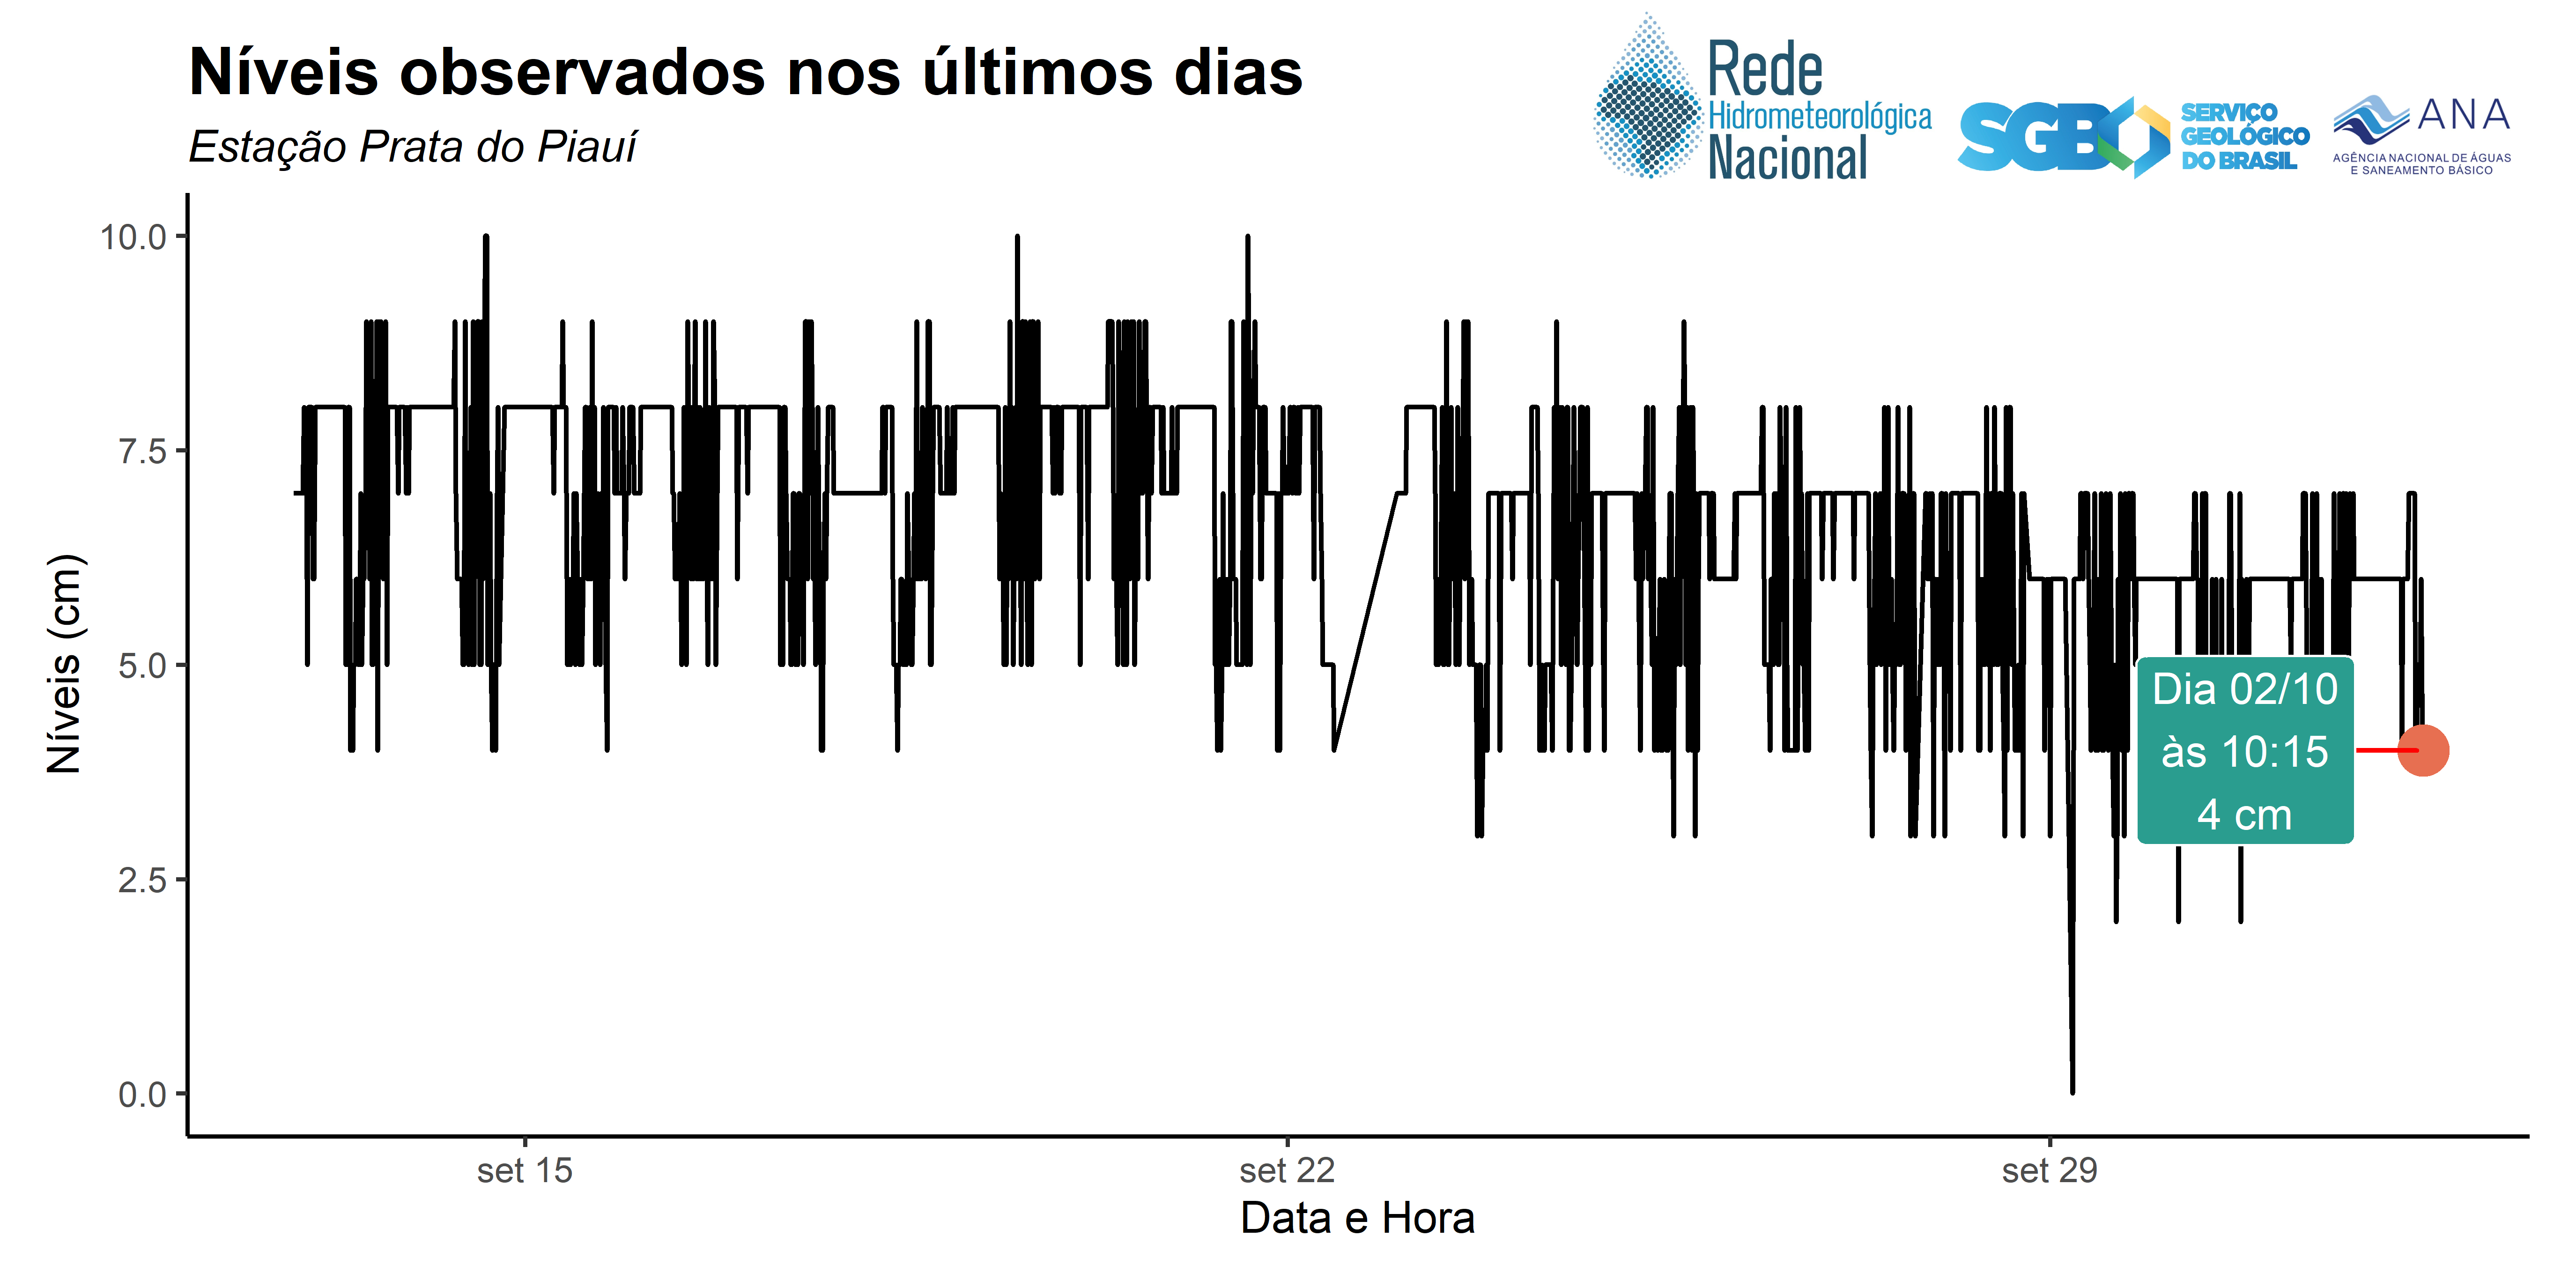 Níveis observados nos últimos dias
Estação Prata do Piauí
Rede
Hidrometeorológica
Nacional
SGB
SERVIÇO
GEOLÓGICO
DO BRASIL
ANA
AGÊNCIA NACIONAL DE ÁGUAS
E SANEAMENTO BÁSICO
Níveis (cm)
10.0
7.5
5.0
2.5
0.0
Dia 02/10
às 10:15
4 cm
set 15
set 22
set 29
Data e Hora